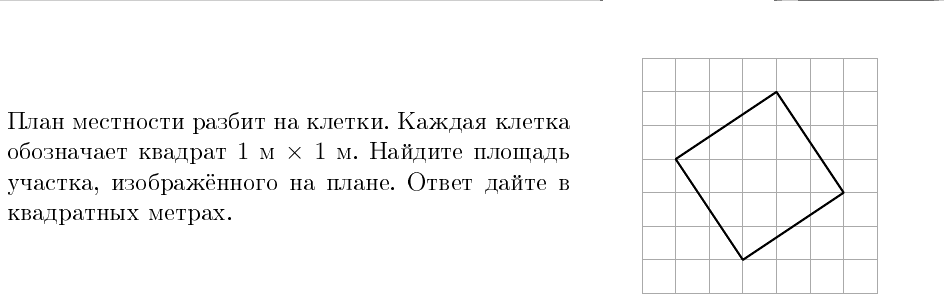 План местности разбит на клетки. Каждая клетка
обозначает квадрат 1 м × 1 м. Найдите площадь
участка, изображённого на плане. Ответ дайте в
квадратных метрах.